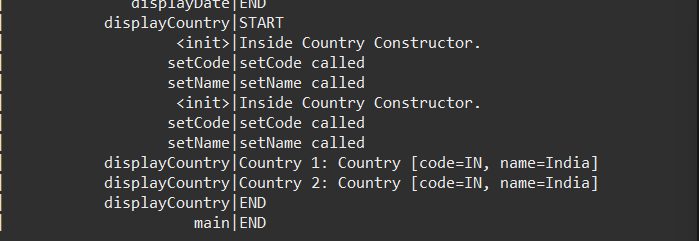 displayDate|END
displayCountry|START
<init>|Inside Country Constructor.
setCode|setCode called
setName|setName called
<init>|Inside Country Constructor.
setCode|setCode called
setName|setName called
displayCountry|Country 1: Country [code=IN, name=India]
displayCountry|Country 2: Country [code=IN, name=India]
displayCountry|END
main|END